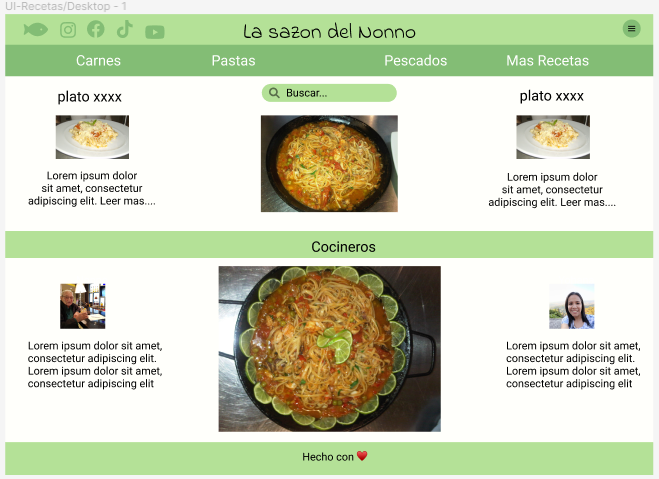 UI-Recetas/Desktop - 1
La sazon del Nonno
Carnes
Pastas
Pescados
Mas Recetas
plato xxxx
Buscar...
plato xxxx
Lorem ipsum dolor
sit amet, consectetur
adipiscing elit. Leer mas....
Lorem ipsum dolor
sit amet, consectetur
adipiscing elit. Leer mas....
Cocineros
Lorem ipsum dolor sit amet,
consectetur adipiscing elit.
Lorem ipsum dolor sit amet,
consectetur adipiscing elit
Lorem ipsum dolor sit amet,
consectetur adipiscing elit.
Lorem ipsum dolor sit amet,
consectetur adipiscing elit
Hecho con ❤